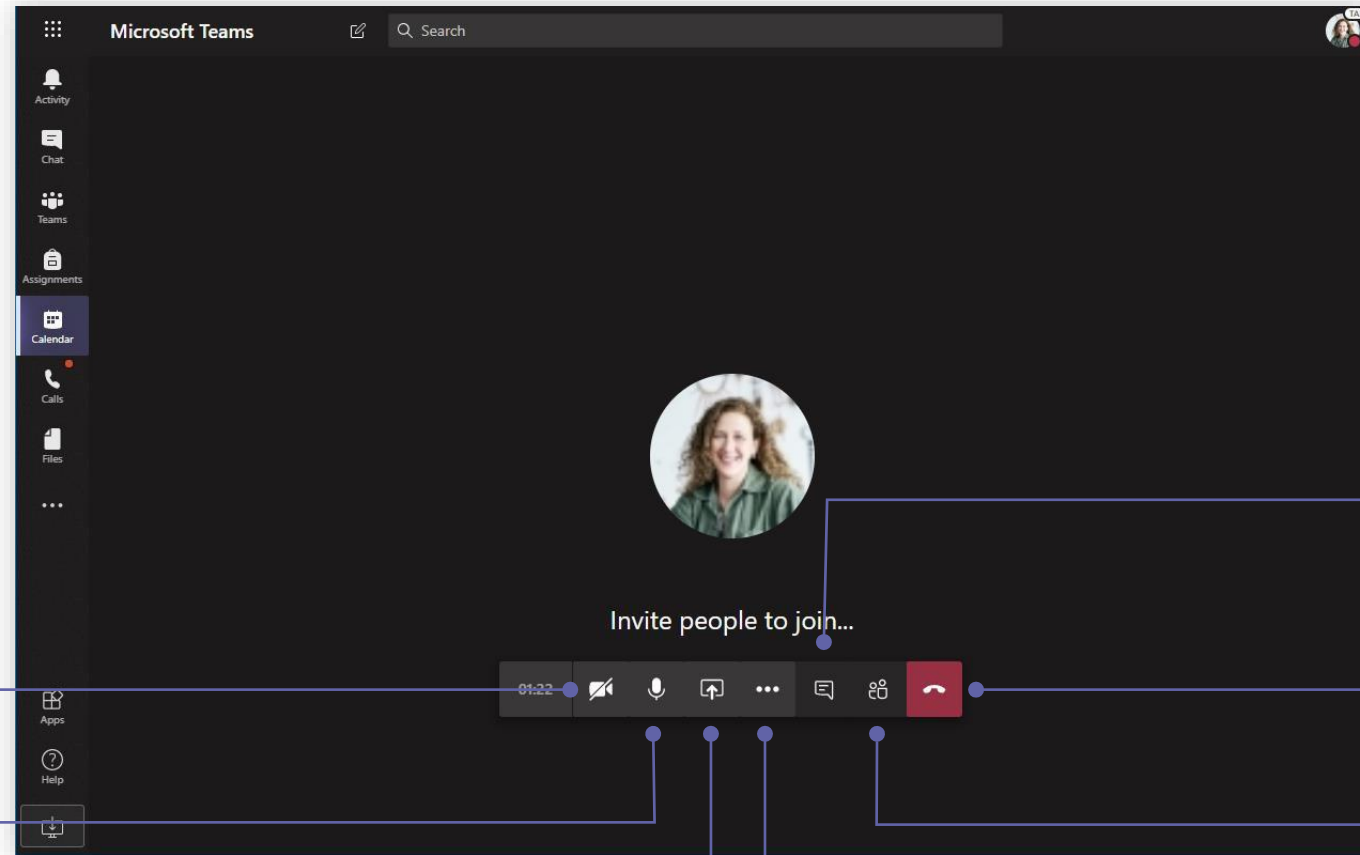 Microsoft Teams
Search
Activity
Chat
Teams
Assignments
Calendar
Calls
Files
Invite people to join...
01:22
Apps
Help